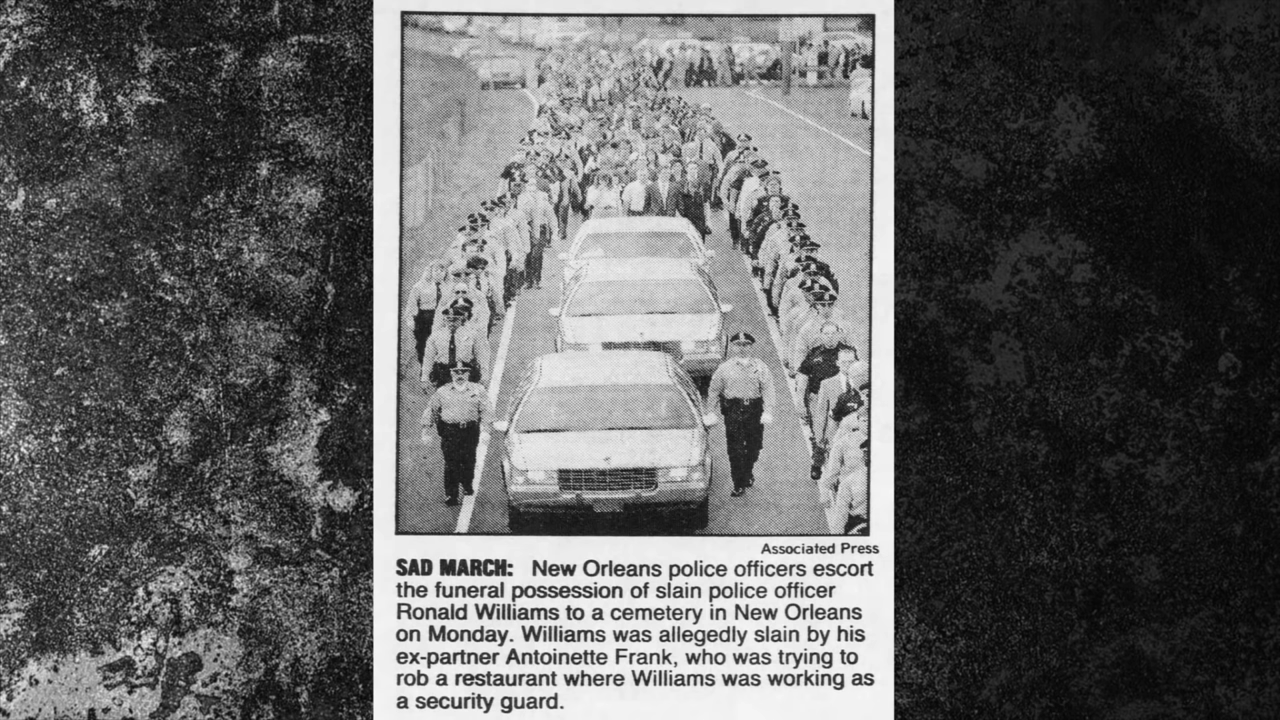 Associated Press
SAD MARCH: New Orleans police officers escort
the funeral possession of slain police officer
Ronald Williams to a cemetery in New Orleans
on Monday. Williams was allegedly slain by his
ex-partner Antoinette Frank, who was trying to
rob a restaurant where Williams was working as
a security guard.